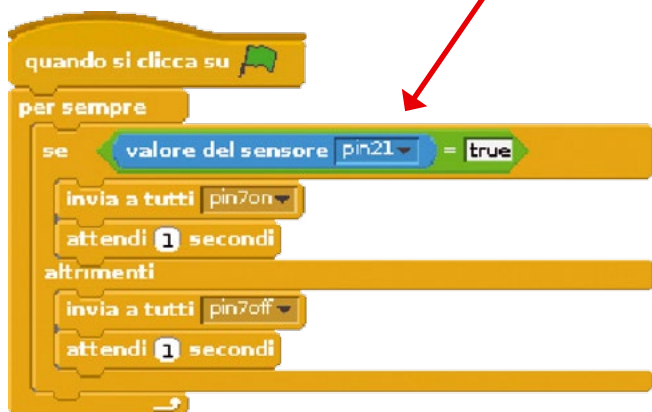 quando si clicca su
per sempre
se valore del sensore pin21 = true
invia a tutti pin7on
attendi 1 secondi
altrimenti
invia a tutti pin7off
attendi 1 secondi